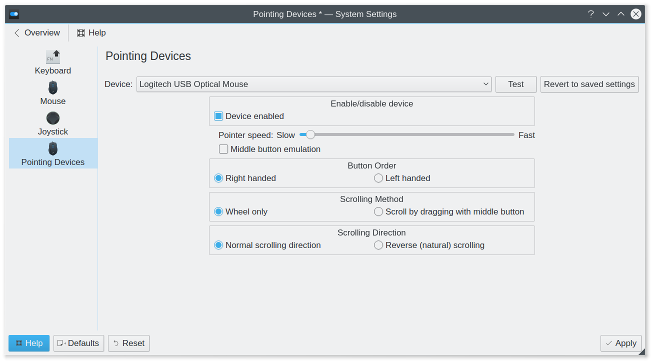 Pointing Devices * — System Settings
Overview
Help
Keyboard
Mouse
Joystick
Pointing Devices
Pointing Devices
Device: Logitech USB Optical Mouse Test Revert to saved settings
Enable/disable device
Device enabled
Pointer speed: Slow Fast
Middle button emulation
Button Order
Right handed Left handed
Scrolling Method
Wheel only Scroll by dragging with middle button
Scrolling Direction
Normal scrolling direction Reverse (natural) scrolling
Help Defaults Reset Apply